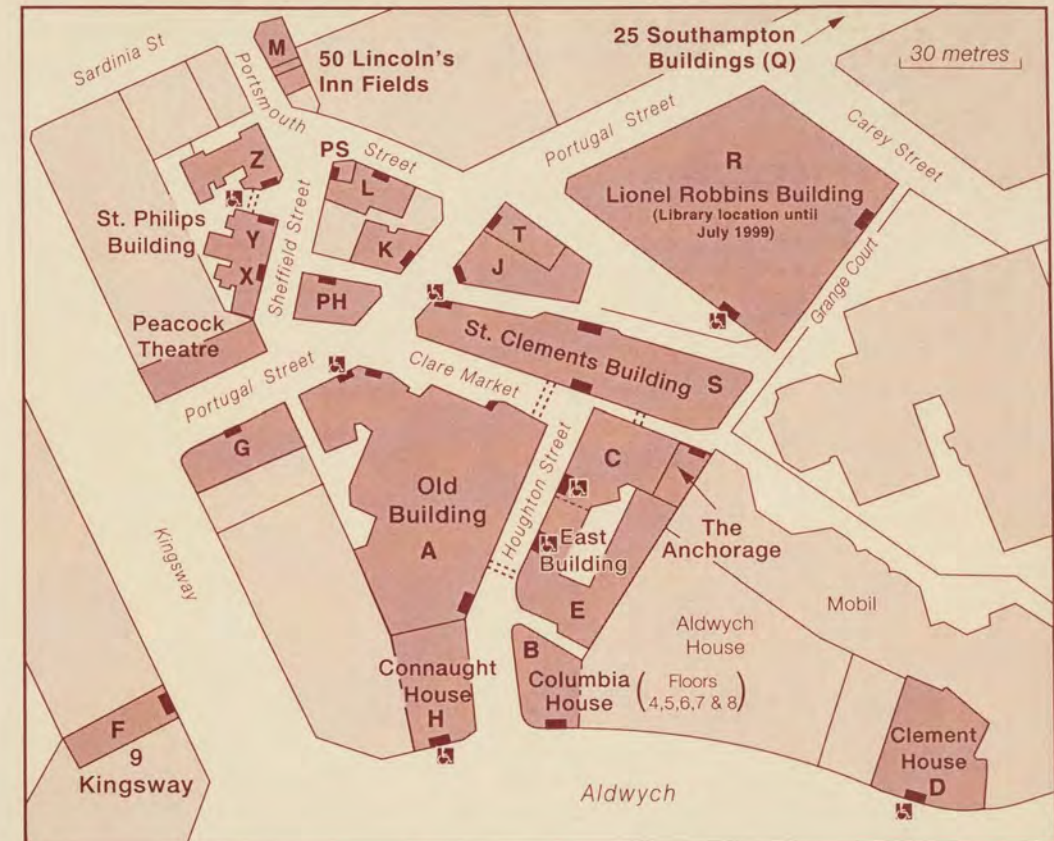 Sardinia St
M
50 Lincoln's
Inn Fields
25 Southampton
Buildings (Q)
30 metres
Portsmouth
Street
Portugal Street
Carey Street
Z
PS
L
R
Lionel Robbins Building
(Library location until
July 1999)
St. Philips
Building
Y
X
Sheffield Street
K
T
J
Grange Court
PH
Peacock
Theatre
St. Clements Building
S
Portugal Street
Clare Market
G
C
Old
Building
A
Houghton Street
The
Anchorage
East
Building
E
Kingsway
Mobil
Aldwych
House
B
Columbia
House
(Floors
4,5,6,7 & 8)
Connaught
House
H
F
9
Kingsway
Clement
House
D
Aldwych